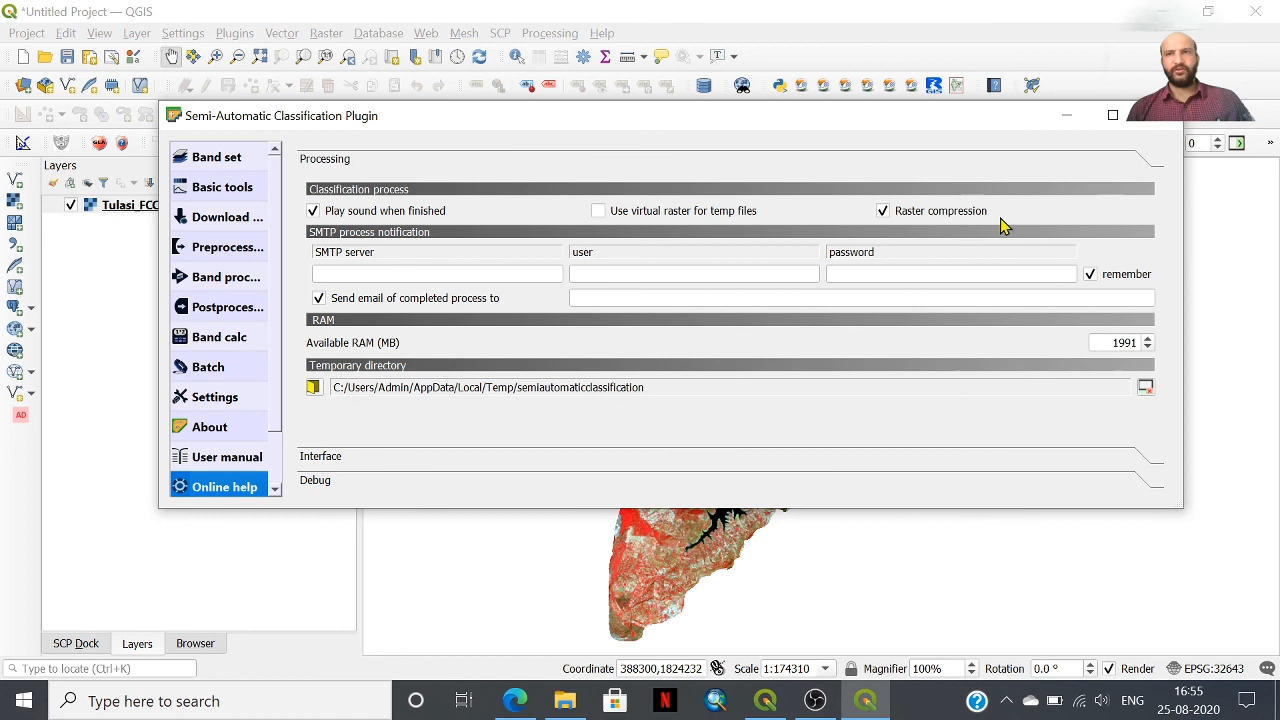 *Untitled Project — QGIS
Project Edit View Layer Settings Plugins Vector Raster Database Web Mesh SCP Processing Help
Semi-Automatic Classification Plugin
0
»
Layers
Tulasi_FCC
Band set
Basic tools
Download ...
Preprocess...
Band proc...
Postproces...
Band calc
Batch
Settings
About
User manual
Online help
Processing
Classification process
Play sound when finished
Use virtual raster for temp files
Raster compression
SMTP process notification
SMTP server
user
password
remember
Send email of completed process to
RAM
Available RAM (MB)
1991
Temporary directory
C:/Users/Admin/AppData/Local/Temp/semiautomaticclassification
Interface
Debug
AD
SCP Dock
Layers
Browser
Type to locate (Ctrl+K)
Coordinate 388300,1824232
Scale 1:174310
Magnifier 100%
Rotation 0.0 °
Render
EPSG:32643
Type here to search
ENG
16:55
25-08-2020